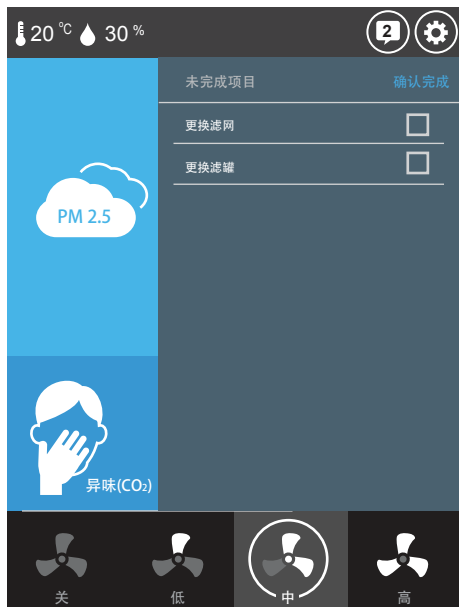 20 ℃ 30 % 2
未完成项目 确认完成
更换滤网
更换滤罐
PM 2.5
异味(CO₂)
关 低 中 高